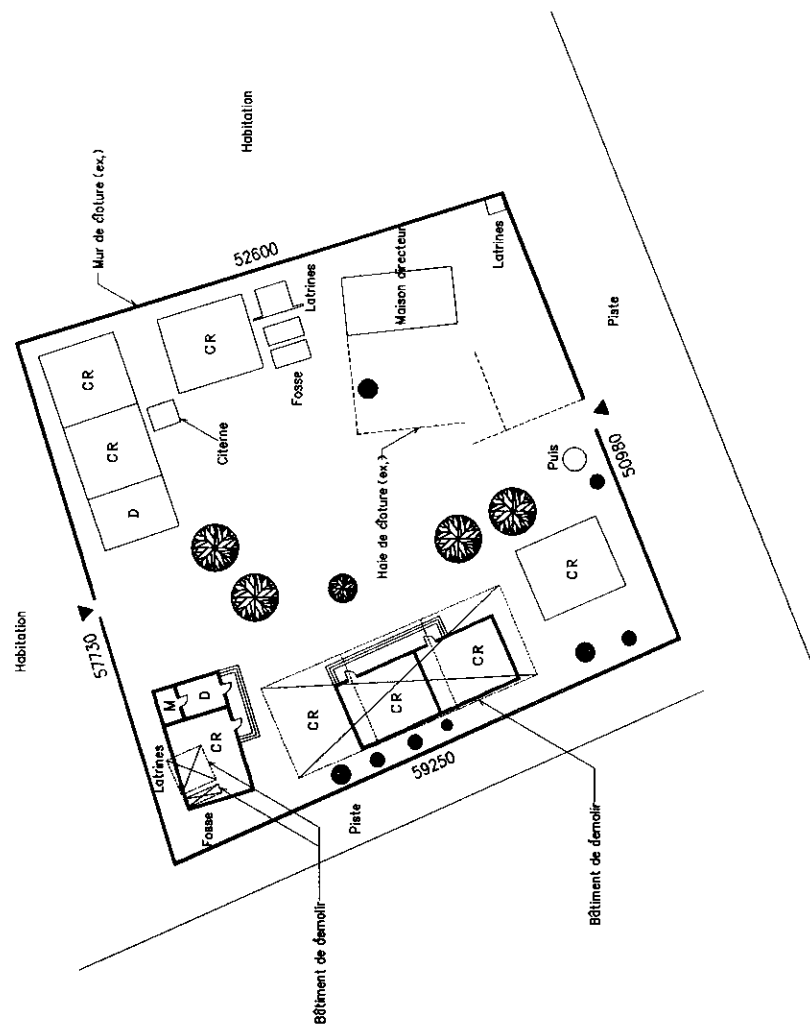 Habitation
Mur de clôture (ex,)
52600
Habitation
57730
CR
CR
D
CR
Citerne
Latrines
Fosse
Maison directeur
Latrines
Piste
Haie de clôture (ex,)
Puis
50980
CR
M
D
CR
Latrines
Fosse
CR
CR
CR
59250
Piste
Bâtiment de demolir
Bâtiment de demolir